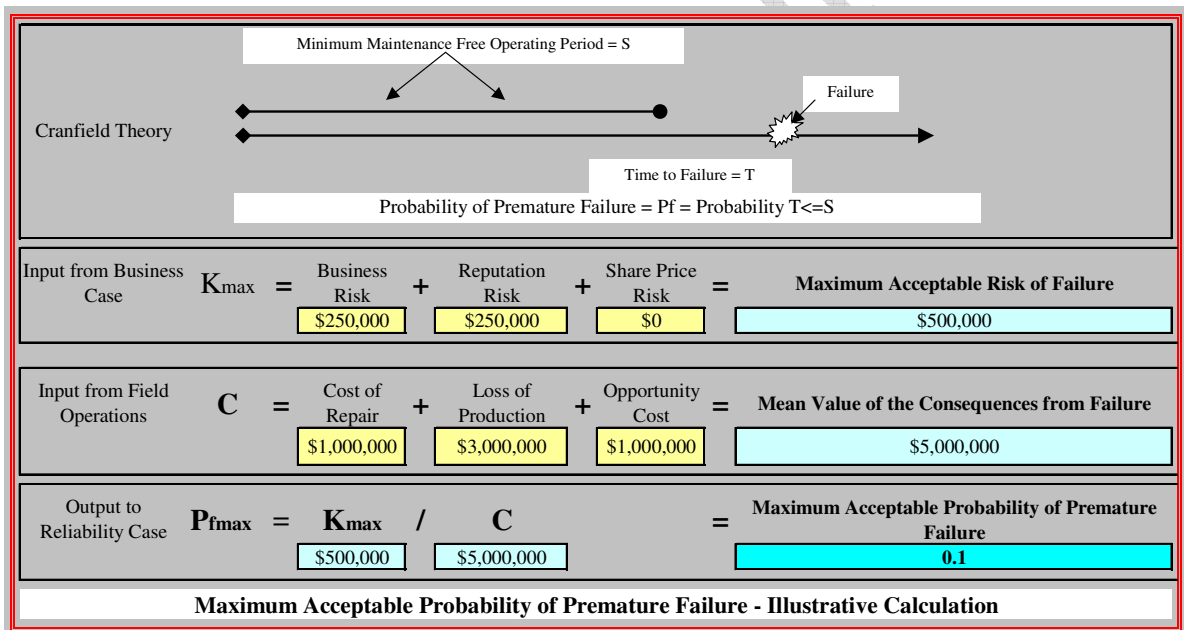 Minimum Maintenance Free Operating Period = S
Failure
Cranfield Theory
Time to Failure = T
Probability of Premature Failure = Pf = Probability T<=S
Input from Business
Case
Kmax = Business
Risk + Reputation
Risk + Share Price
Risk = Maximum Acceptable Risk of Failure
$250,000 $250,000 $0 $500,000
Input from Field
Operations
C = Cost of
Repair + Loss of
Production + Opportunity
Cost = Mean Value of the Consequences from Failure
$1,000,000 $3,000,000 $1,000,000 $5,000,000
Output to
Reliability Case
Pfmax = Kmax / C = Maximum Acceptable Probability of Premature
Failure
$500,000 $5,000,000 0.1
Maximum Acceptable Probability of Premature Failure - Illustrative Calculation